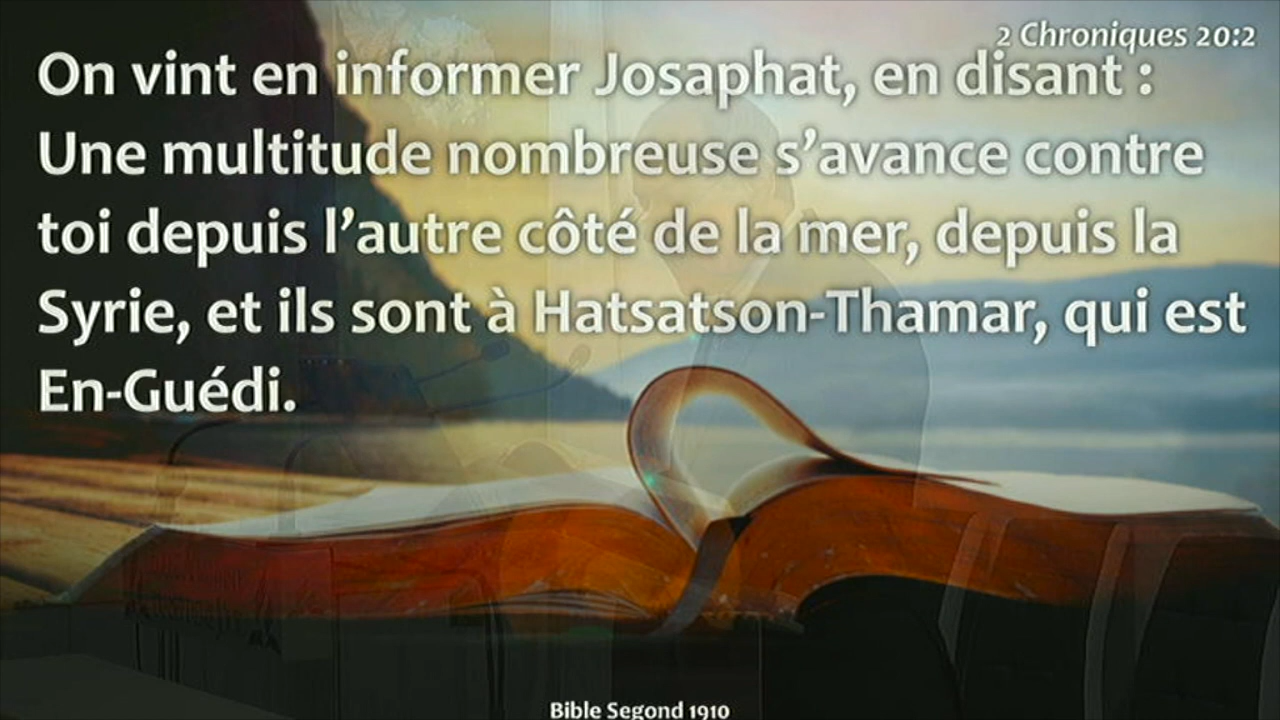 2 Chroniques 20:2
On vint en informer Josaphat, en disant :
Une multitude nombreuse s’avance contre
toi depuis l’autre côté de la mer, depuis la
Syrie, et ils sont à Hatsatson-Thamar, qui est
En-Guédi.
Bible Segond 1910